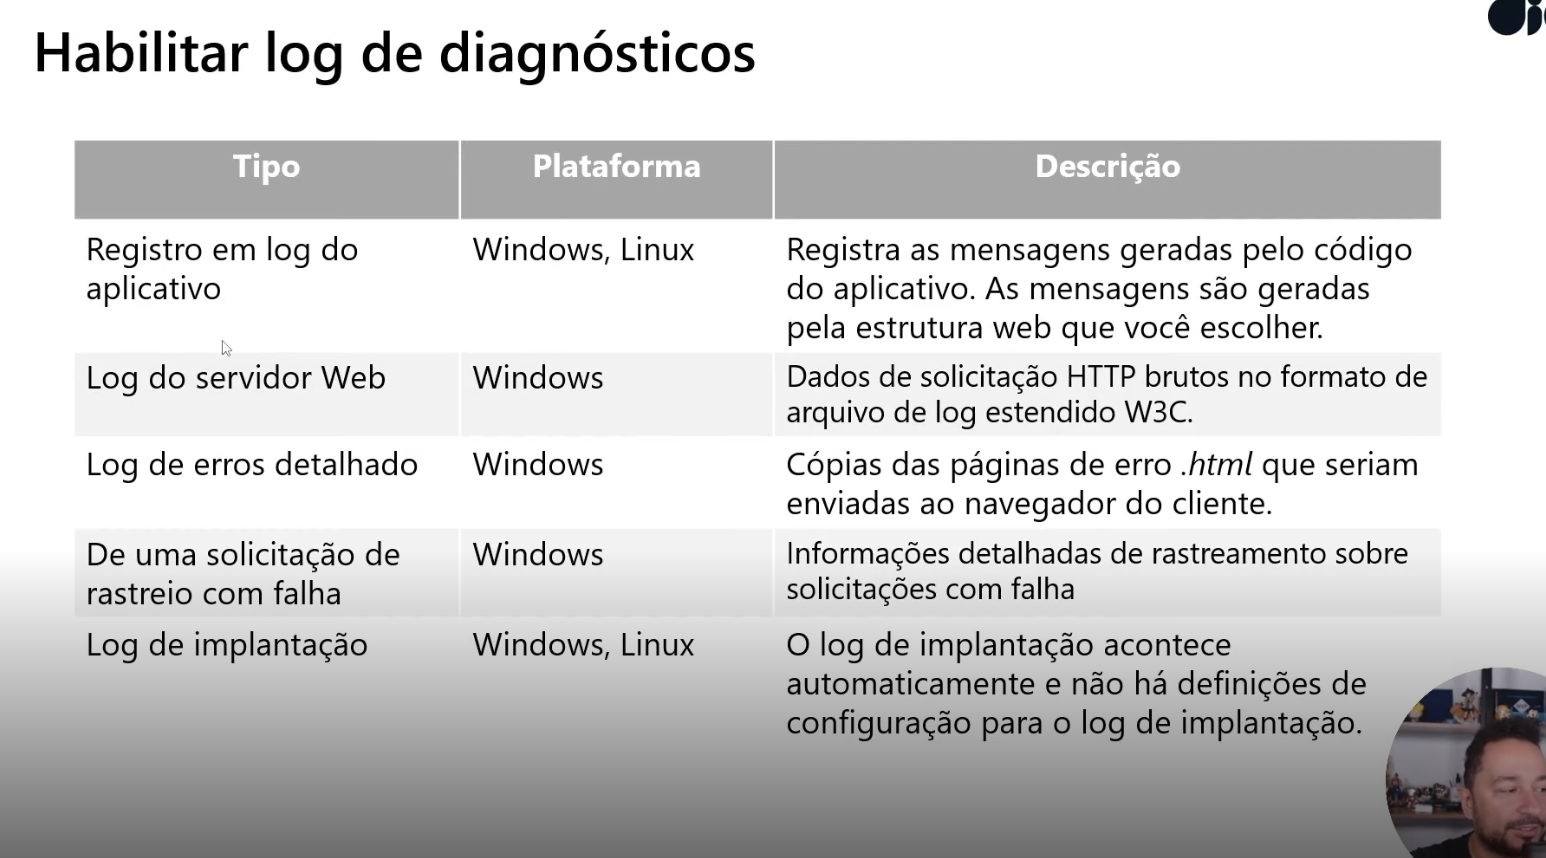 Habilitar log de diagnósticos
Tipo
Plataforma
Descrição
Registro em log do
aplicativo
Windows, Linux
Registra as mensagens geradas pelo código
do aplicativo. As mensagens são geradas
pela estrutura web que você escolher.
Log do servidor Web
Windows
Dados de solicitação HTTP brutos no formato de
arquivo de log estendido W3C.
Log de erros detalhado
Windows
Cópias das páginas de erro .html que seriam
enviadas ao navegador do cliente.
De uma solicitação de
rastreio com falha
Windows
Informações detalhadas de rastreamento sobre
solicitações com falha
Log de implantação
Windows, Linux
O log de implantação acontece
automaticamente e não há definições de
configuração para o log de implantação.